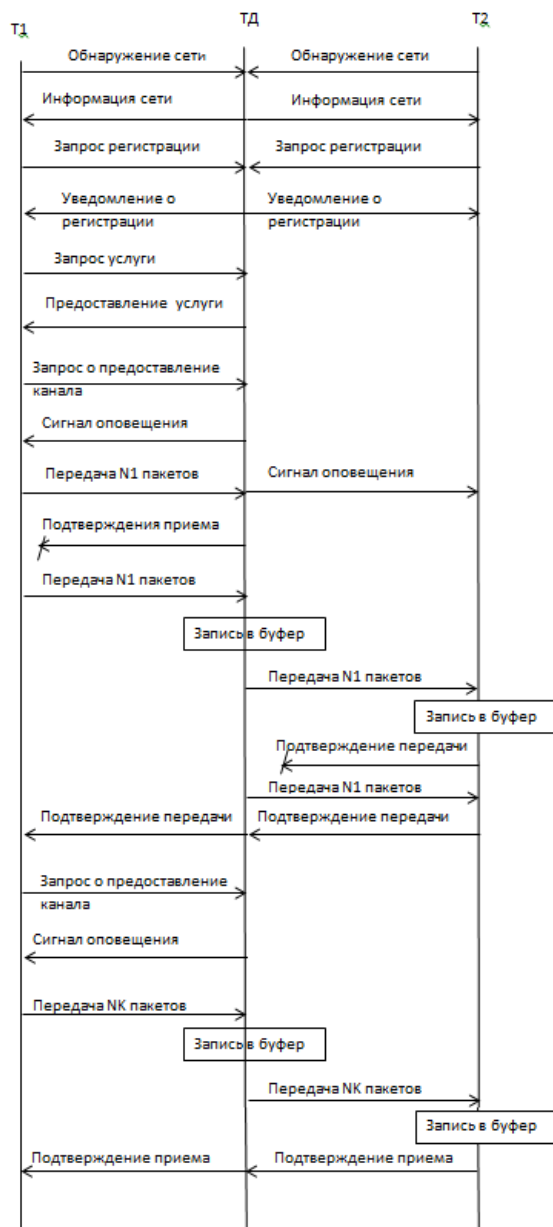 Т1 ТД Т2
Обнаружение сети Обнаружение сети
Информация сети Информация сети
Запрос регистрации Запрос регистрации
Уведомление о Уведомление о
регистрации регистрации
Запрос услуги
Предоставление услуги
Запрос о предоставление
канала
Сигнал оповещения
Передача N1 пакетов Сигнал оповещения
Подтверждения приема
Передача N1 пакетов
Запись в буфер
Передача N1 пакетов
Запись в буфер
Подтверждение передачи
Передача N1 пакетов
Подтверждение передачи Подтверждение передачи
Запрос о предоставление
канала
Сигнал оповещения
Передача NК пакетов
Запись в буфер
Передача NК пакетов
Запись в буфер
Подтверждение приема Подтверждение приема